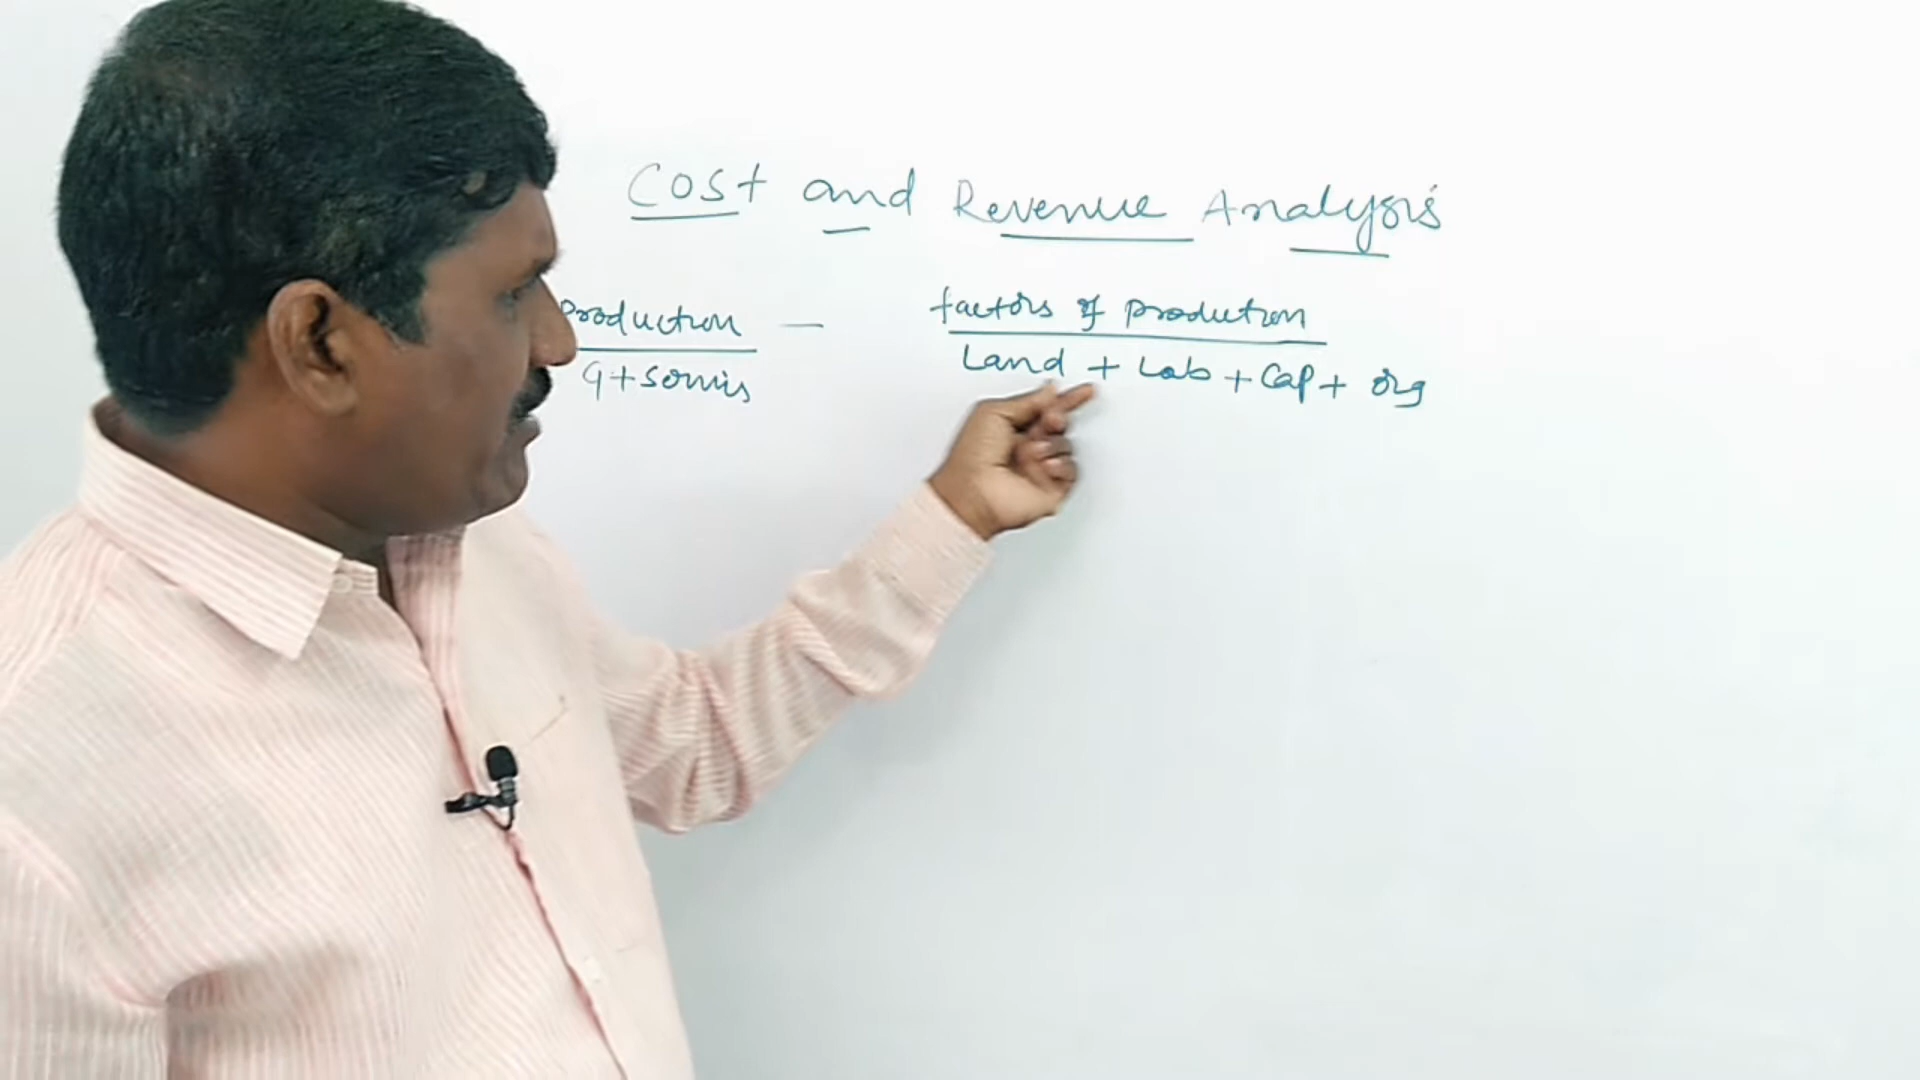 Cost and Revenue Analysis
Production — factors of production
G+Servis Land + Lab + Cap + Org